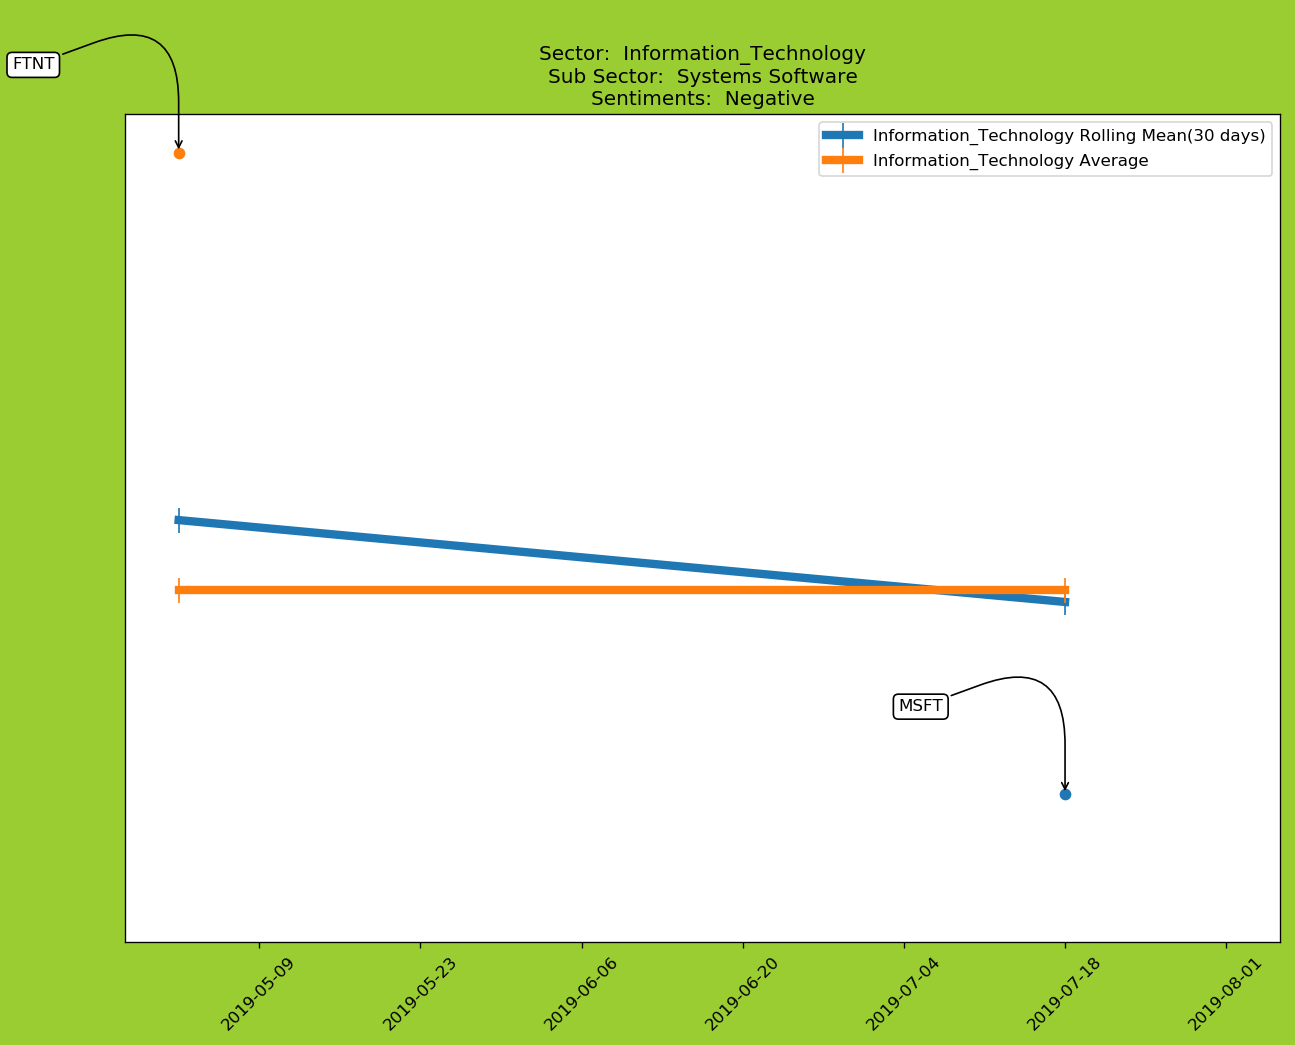 FTNT
Sector:  Information_Technology
Sub Sector:  Systems Software
Sentiments:  Negative
Information_Technology Rolling Mean(30 days)
Information_Technology Average
MSFT
2019-05-09
2019-05-23
2019-06-06
2019-06-20
2019-07-04
2019-07-18
2019-08-01